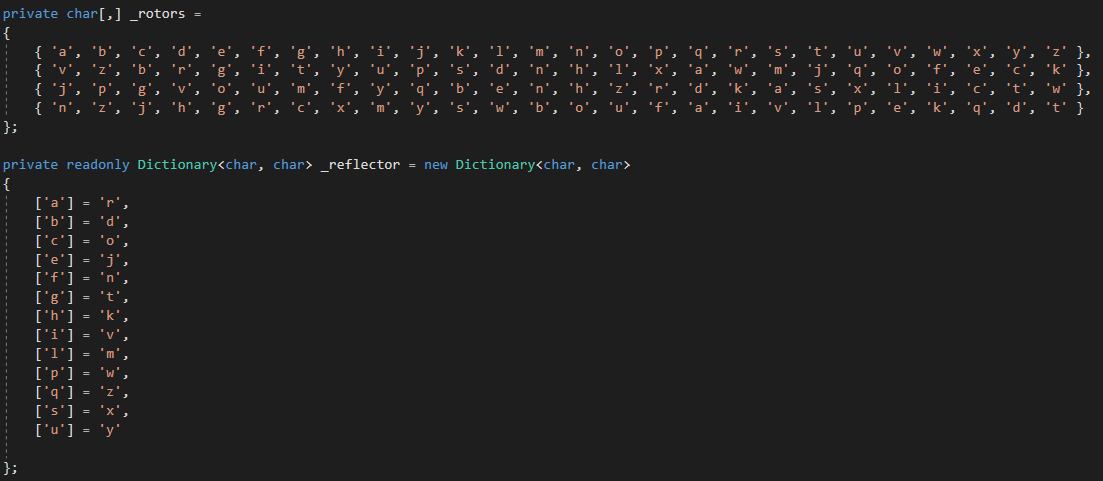 private char[,] _rotors =
{
    { 'a', 'b', 'c', 'd', 'e', 'f', 'g', 'h', 'i', 'j', 'k', 'l', 'm', 'n', 'o', 'p', 'q', 'r', 's', 't', 'u', 'v', 'w', 'x', 'y', 'z' },
    { 'v', 'z', 'b', 'r', 'g', 'i', 't', 'y', 'u', 'p', 's', 'd', 'n', 'h', 'l', 'x', 'a', 'w', 'm', 'j', 'q', 'o', 'f', 'e', 'c', 'k' },
    { 'j', 'p', 'g', 'v', 'o', 'u', 'm', 'f', 'y', 'q', 'b', 'e', 'n', 'h', 'z', 'r', 'd', 'k', 'a', 's', 'x', 'l', 'i', 'c', 't', 'w' },
    { 'n', 'z', 'j', 'h', 'g', 'r', 'c', 'x', 'm', 'y', 's', 'w', 'b', 'o', 'u', 'f', 'a', 'i', 'v', 'l', 'p', 'e', 'k', 'q', 'd', 't' }
};
private readonly Dictionary<char, char> _reflector = new Dictionary<char, char>
{
    ['a'] = 'r',
    ['b'] = 'd',
    ['c'] = 'o',
    ['e'] = 'j',
    ['f'] = 'n',
    ['g'] = 't',
    ['h'] = 'k',
    ['i'] = 'v',
    ['l'] = 'm',
    ['p'] = 'w',
    ['q'] = 'z',
    ['s'] = 'x',
    ['u'] = 'y'
};